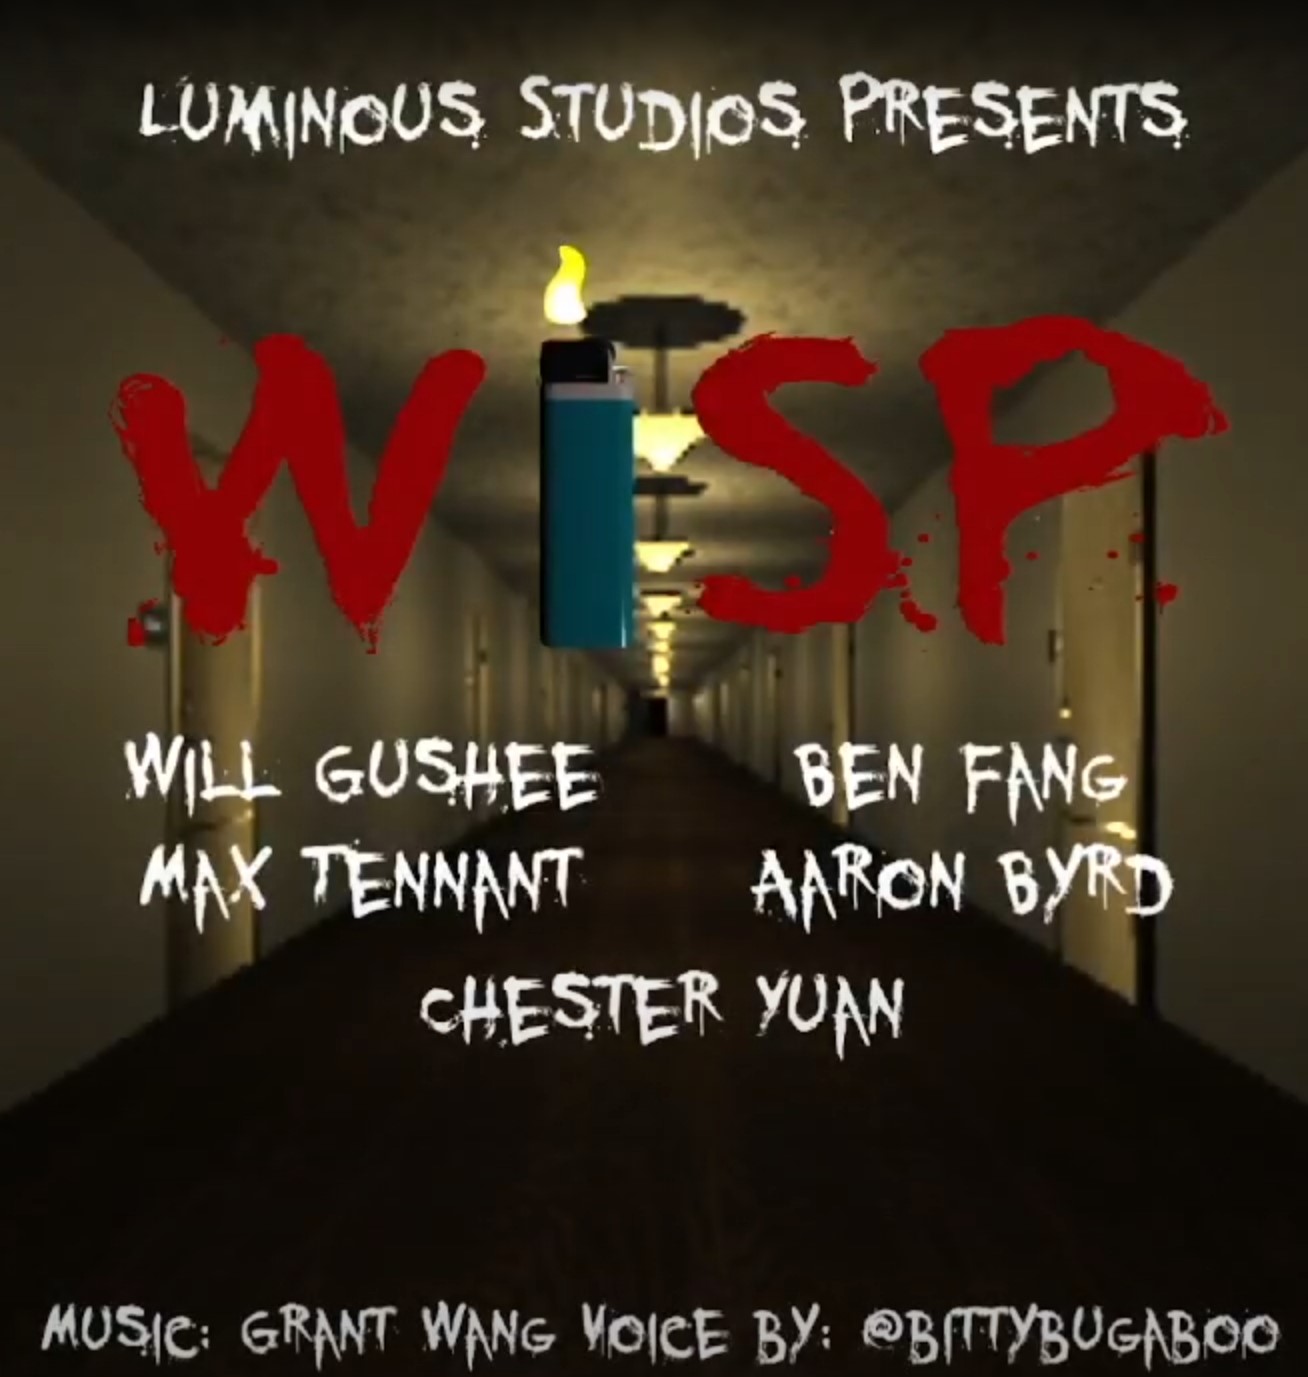 LUMINOUS STUDIOS PRESENTS
WISP
WILL GUSHEE BEN FANG
MAX TENNANT AARON BYRD
CHESTER YUAN
MUSIC: GRANT WANG VOICE BY: @BITTYBUGABOO